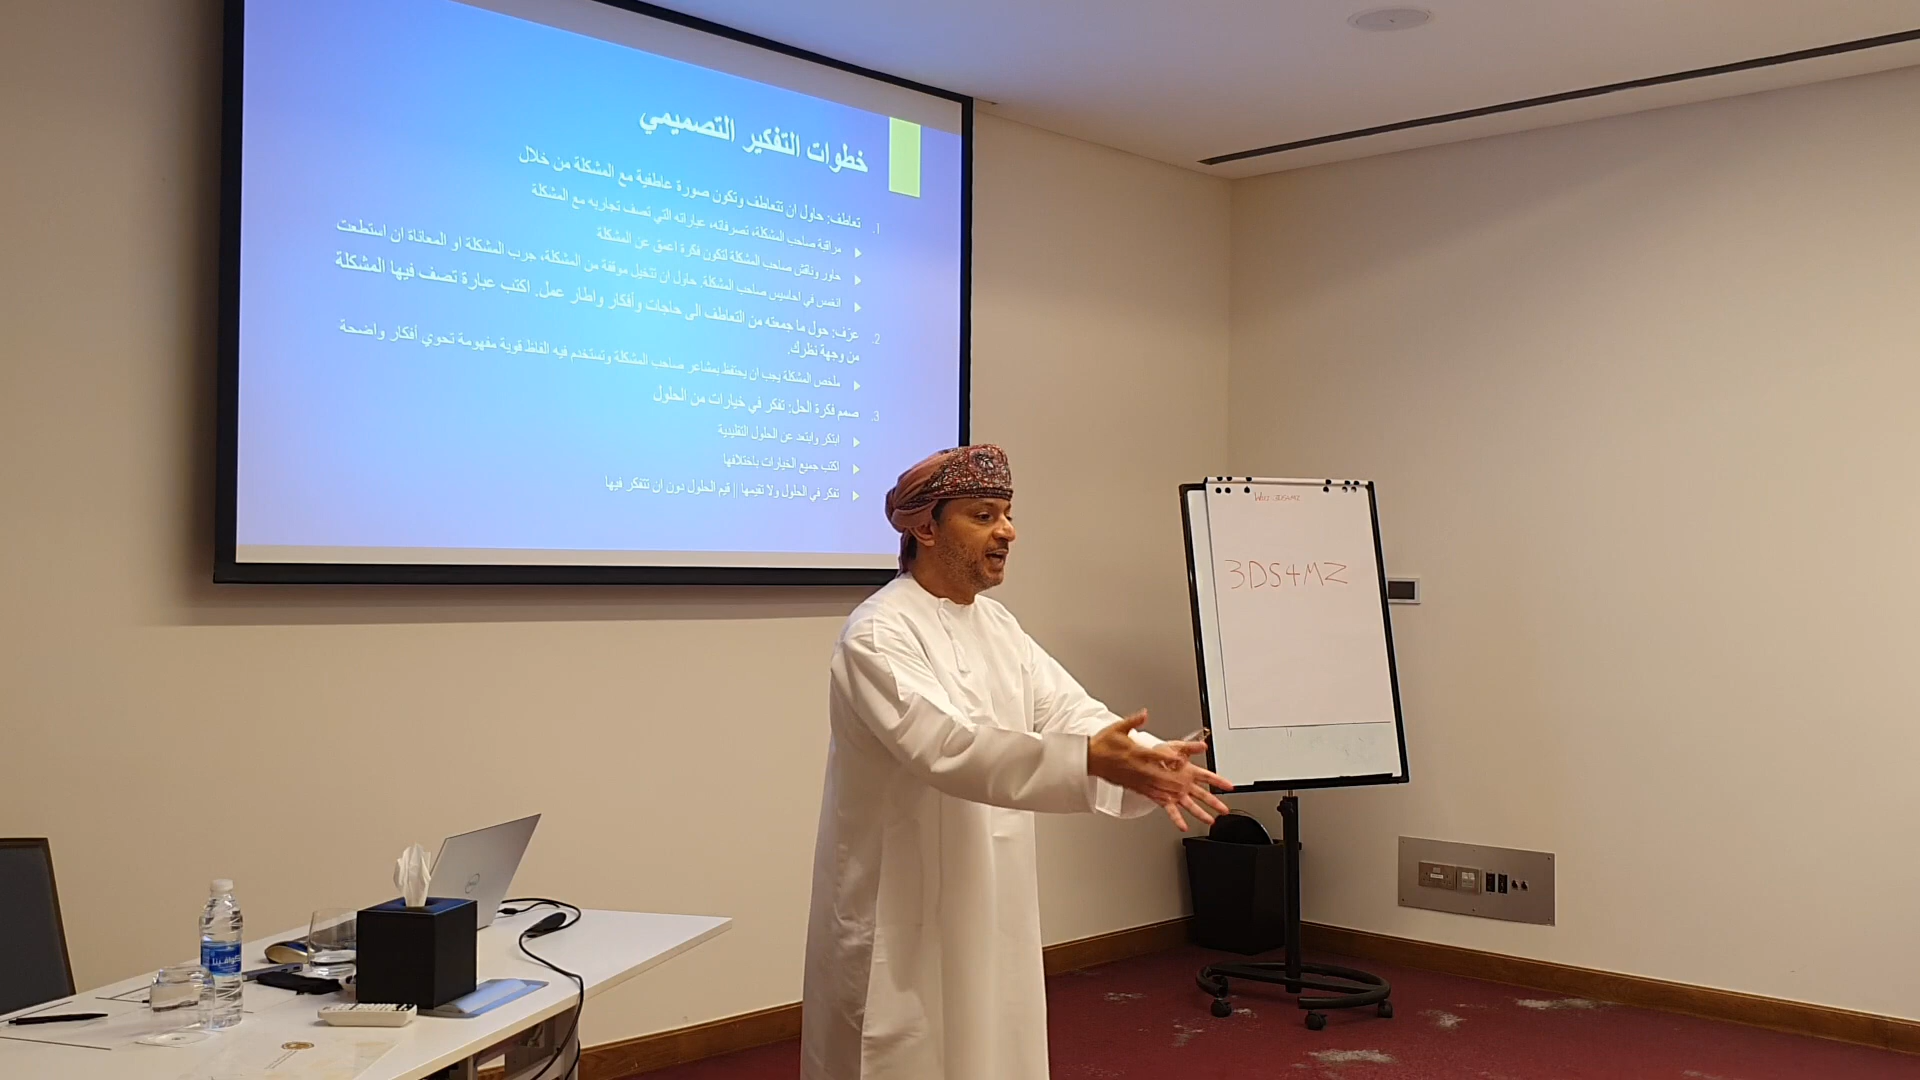 خطوات التفكير التصميمي
1. تعاطف: حاول ان تتعاطف وتكون صورة عاطفية مع المشكلة من خلال
مراقبة صاحب المشكلة، تصرفاته، عباراته التي تصف تجاربه مع المشكلة
حاور وناقش صاحب المشكلة لتكون فكرة اعمق عن المشكلة
انغمس في احاسيس صاحب المشكلة. حاول ان تتخيل موقفة من المشكلة، جرب المشكلة او المعاناة ان استطعت
2. عرّف: حول ما جمعته من التعاطف الى حاجات وأفكار واطار عمل. اكتب عبارة تصف فيها المشكلة
من وجهة نظرك.
ملخص المشكلة يجب ان يحتفظ بمشاعر صاحب المشكلة وتستخدم فيه الفاظ قوية مفهومة تحوي أفكار واضحة
3. صمم فكرة الحل: تفكر في خيارات من الحلول
ابتكر وابتعد عن الحلول التقليدية
اكتب جميع الخيارات باختلافها
تفكر في الحلول ولا تقيمها || قيم الحلول دون ان تتفكر فيها
3DS4MZ